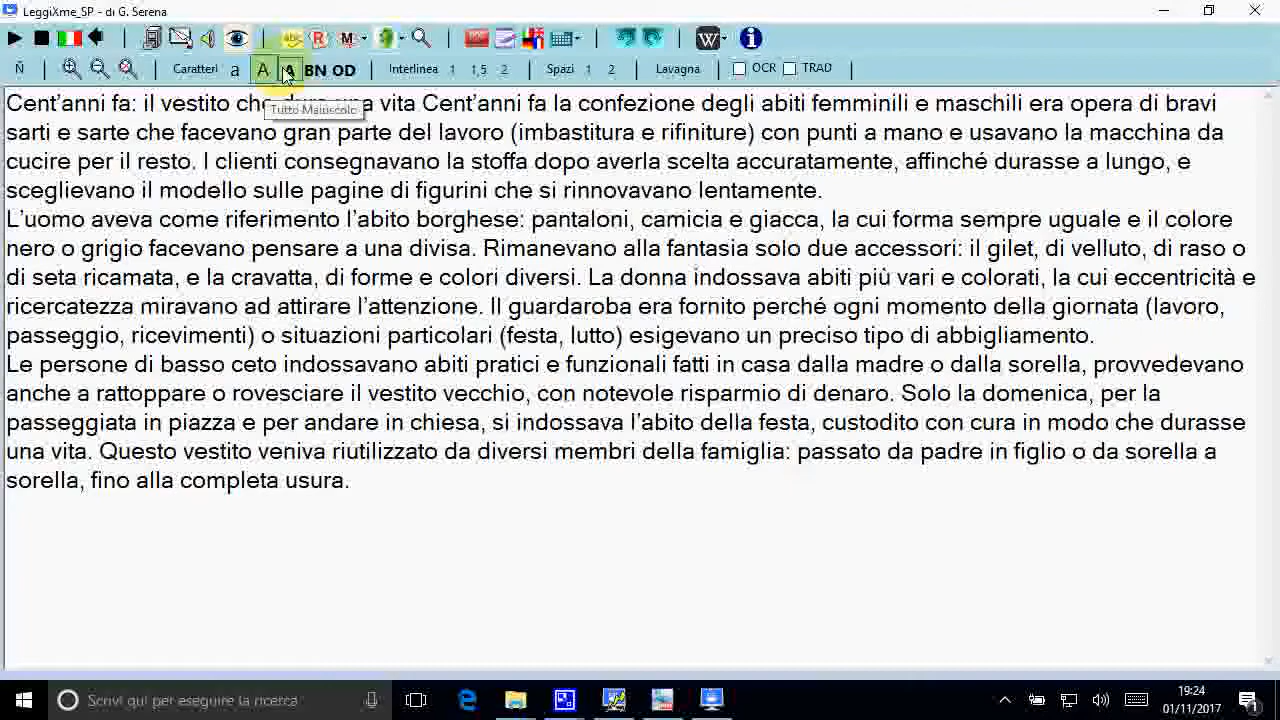 LeggiXme_SP - di G. Serena
abc R M W i
Ñ Caratteri a A A BN OD Interlinea 1 1,5 2 Spazi 1 2 Lavagna OCR TRAD
Tutto Maiuscolo
Cent'anni fa: il vestito che dura una vita Cent'anni fa la confezione degli abiti femminili e maschili era opera di bravi
sarti e sarte che facevano gran parte del lavoro (imbastitura e rifiniture) con punti a mano e usavano la macchina da
cucire per il resto. I clienti consegnavano la stoffa dopo averla scelta accuratamente, affinché durasse a lungo, e
sceglievano il modello sulle pagine di figurini che si rinnovavano lentamente.
L'uomo aveva come riferimento l'abito borghese: pantaloni, camicia e giacca, la cui forma sempre uguale e il colore
nero o grigio facevano pensare a una divisa. Rimanevano alla fantasia solo due accessori: il gilet, di velluto, di raso o
di seta ricamata, e la cravatta, di forme e colori diversi. La donna indossava abiti più vari e colorati, la cui eccentricità e
ricercatezza miravano ad attirare l'attenzione. Il guardaroba era fornito perché ogni momento della giornata (lavoro,
passeggio, ricevimenti) o situazioni particolari (festa, lutto) esigevano un preciso tipo di abbigliamento.
Le persone di basso ceto indossavano abiti pratici e funzionali fatti in casa dalla madre o dalla sorella, provvedevano
anche a rattoppare o rovesciare il vestito vecchio, con notevole risparmio di denaro. Solo la domenica, per la
passeggiata in piazza e per andare in chiesa, si indossava l'abito della festa, custodito con cura in modo che durasse
una vita. Questo vestito veniva riutilizzato da diversi membri della famiglia: passato da padre in figlio o da sorella a
sorella, fino alla completa usura.
Scrivi qui per eseguire la ricerca
19:24
01/11/2017
1